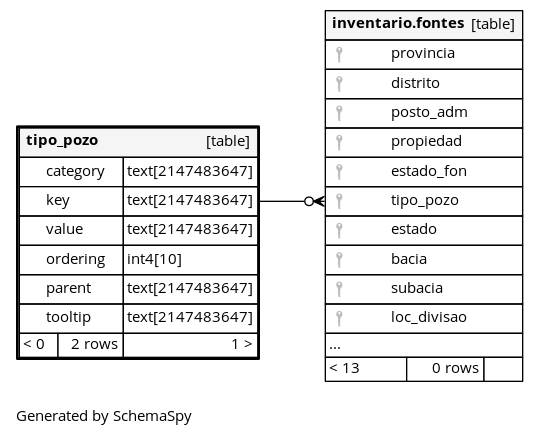 tipo_pozo [table]
category text[2147483647]
key text[2147483647]
value text[2147483647]
ordering int4[10]
parent text[2147483647]
tooltip text[2147483647]
< 0 2 rows 1 >
inventario.fontes [table]
provincia
distrito
posto_adm
propiedad
estado_fon
tipo_pozo
estado
bacia
subacia
loc_divisao
...
< 13 0 rows
Generated by SchemaSpy